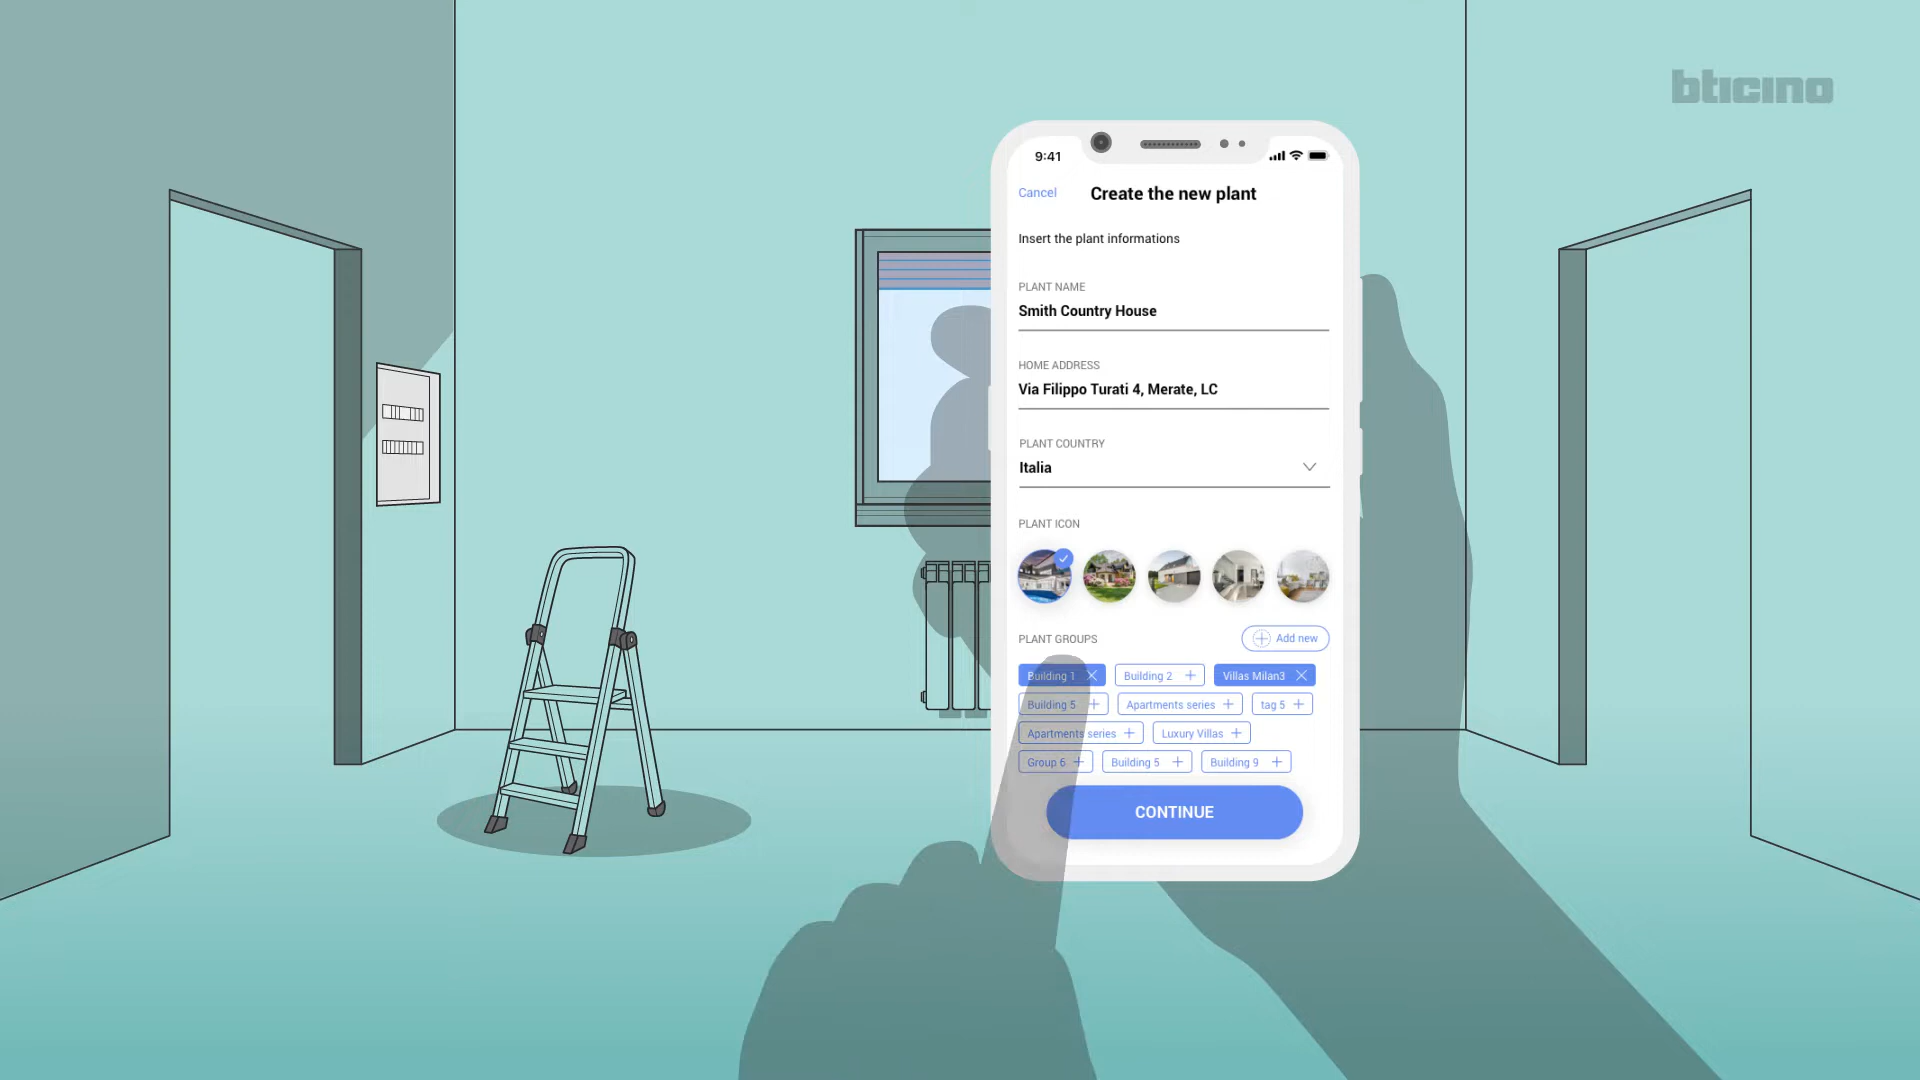 bticino
9:41
Cancel
Create the new plant
Insert the plant informations
PLANT NAME
Smith Country House
HOME ADDRESS
Via Filippo Turati 4, Merate, LC
PLANT COUNTRY
Italia
PLANT ICON
PLANT GROUPS
Add new
Building 1 Building 2 Villas Milan3
Building 5 Apartments series tag 5
Apartments series Luxury Villas
Group 6 Building 5 Building 9
CONTINUE